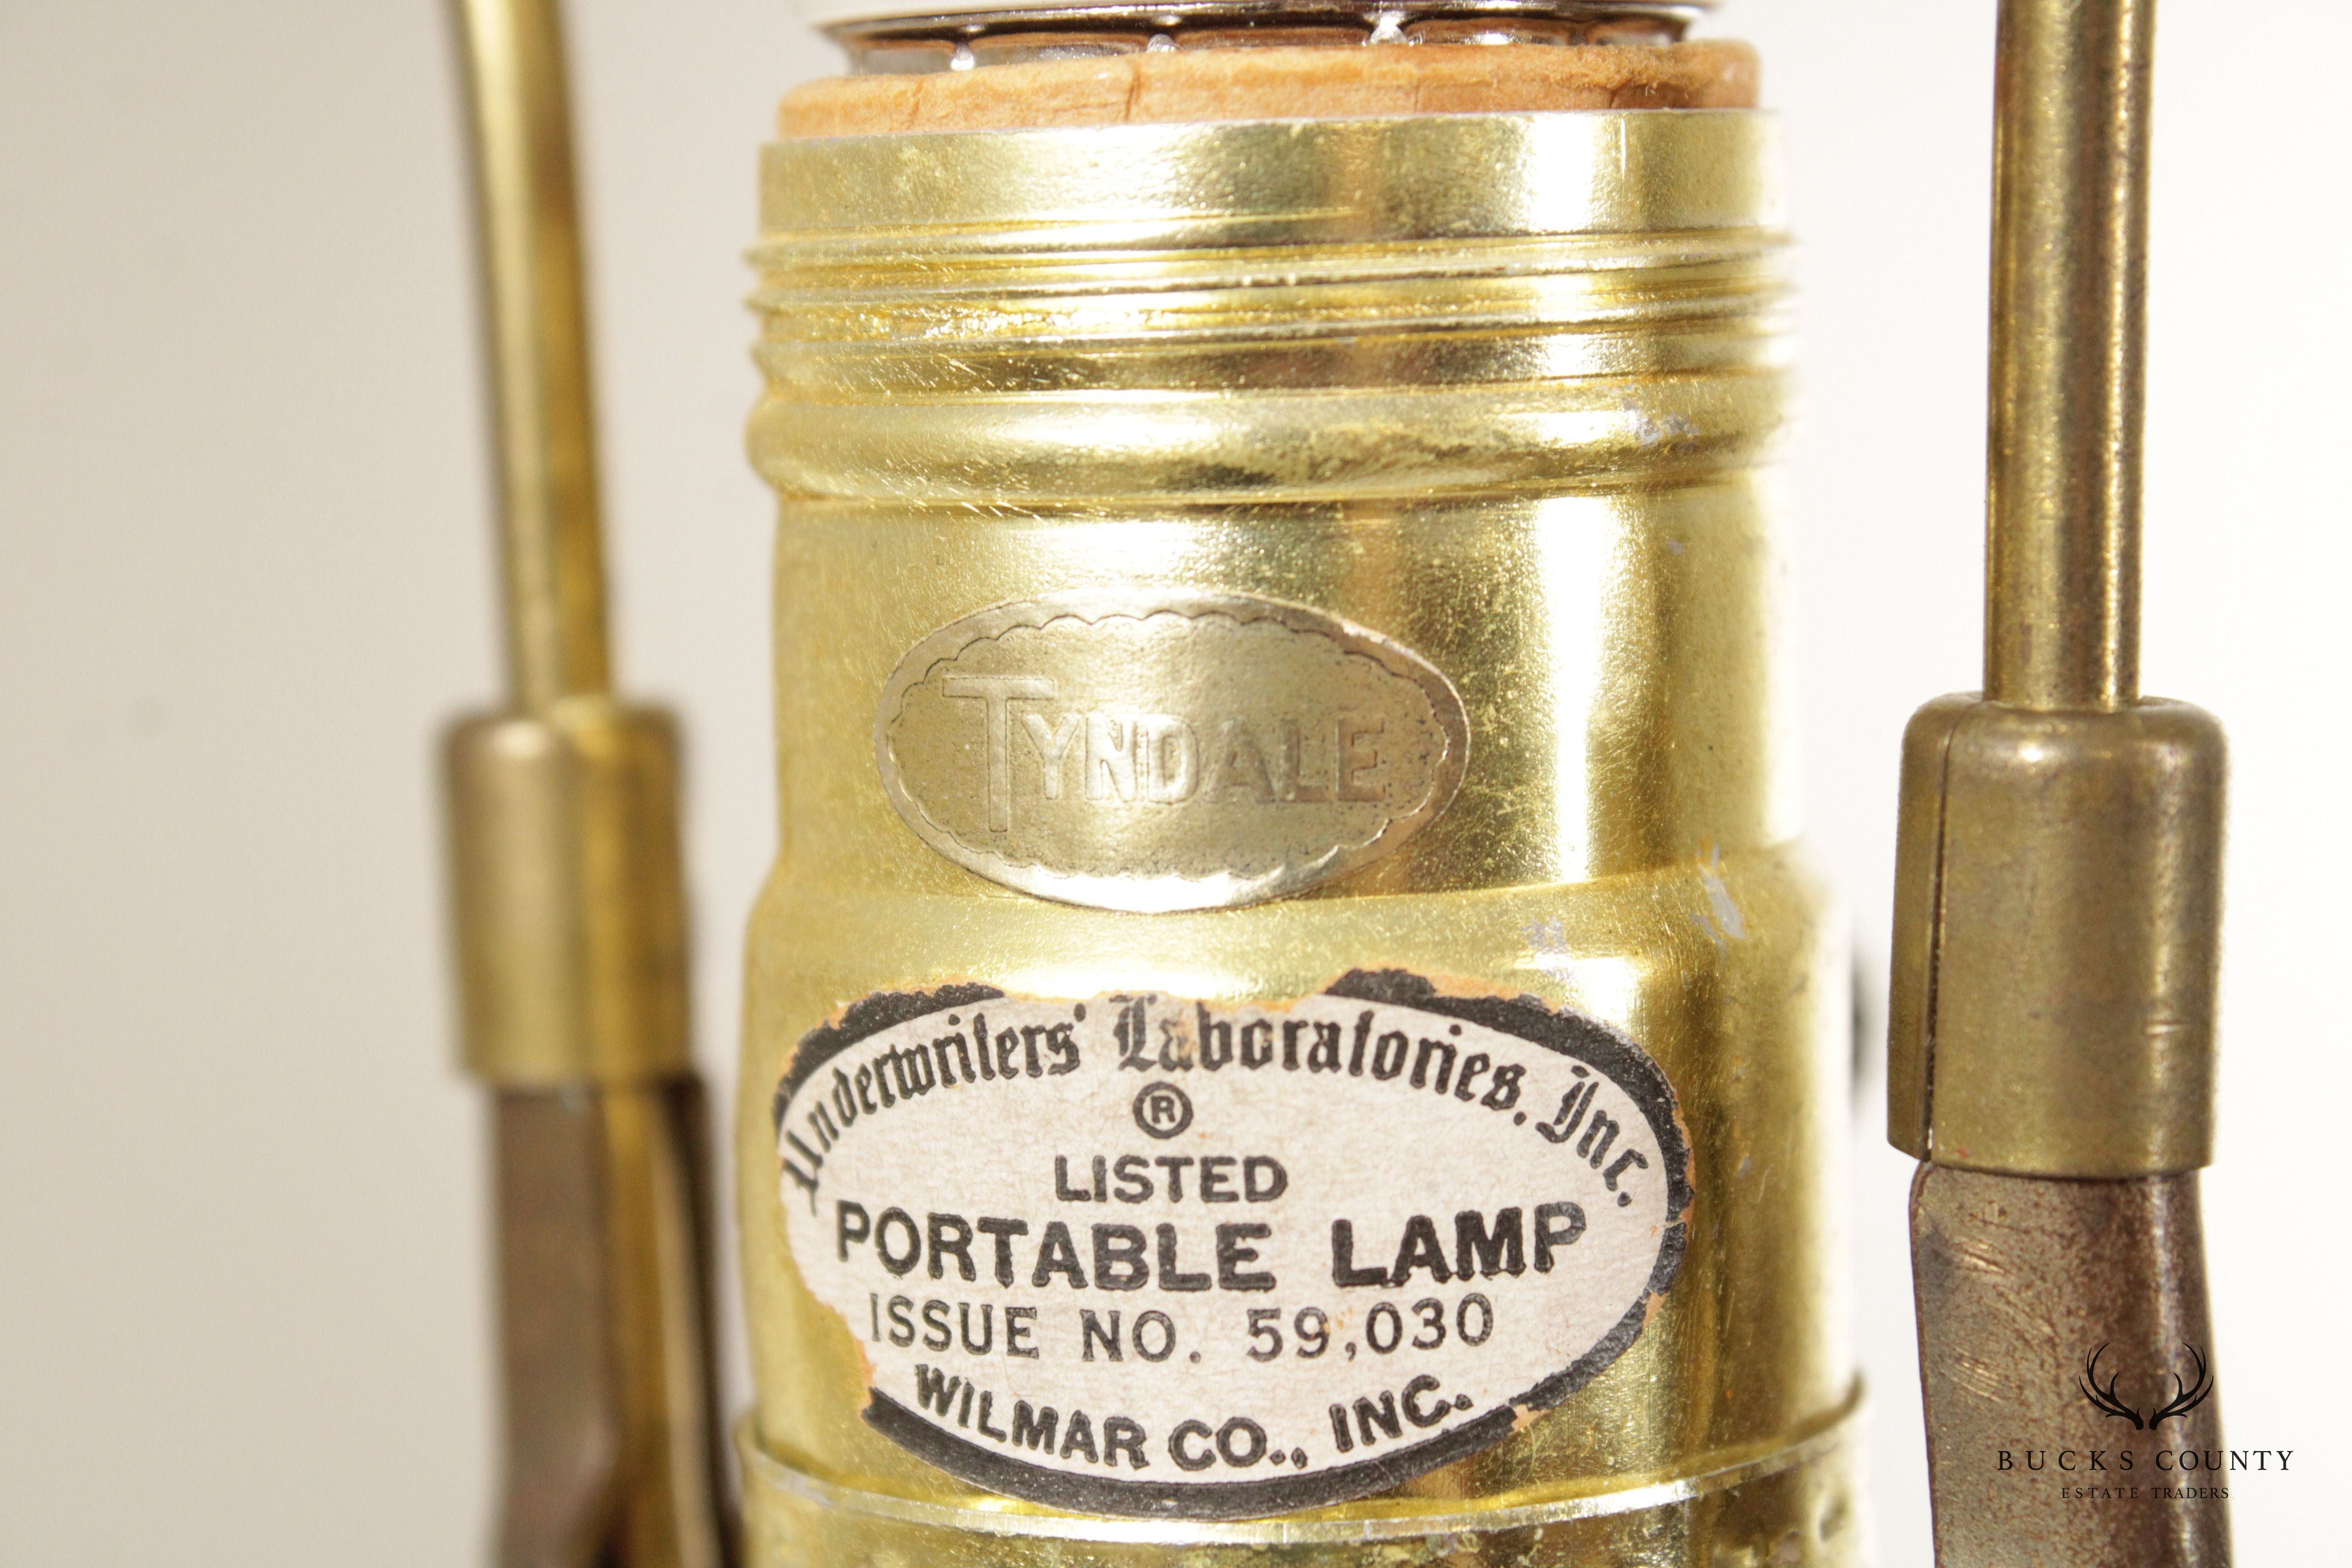 TYNDALE
Underwriters' Laboratories, Inc.
®
LISTED
PORTABLE LAMP
ISSUE NO. 59,030
WILMAR CO., INC.
BUCKS COUNTY
ESTATE TRADERS